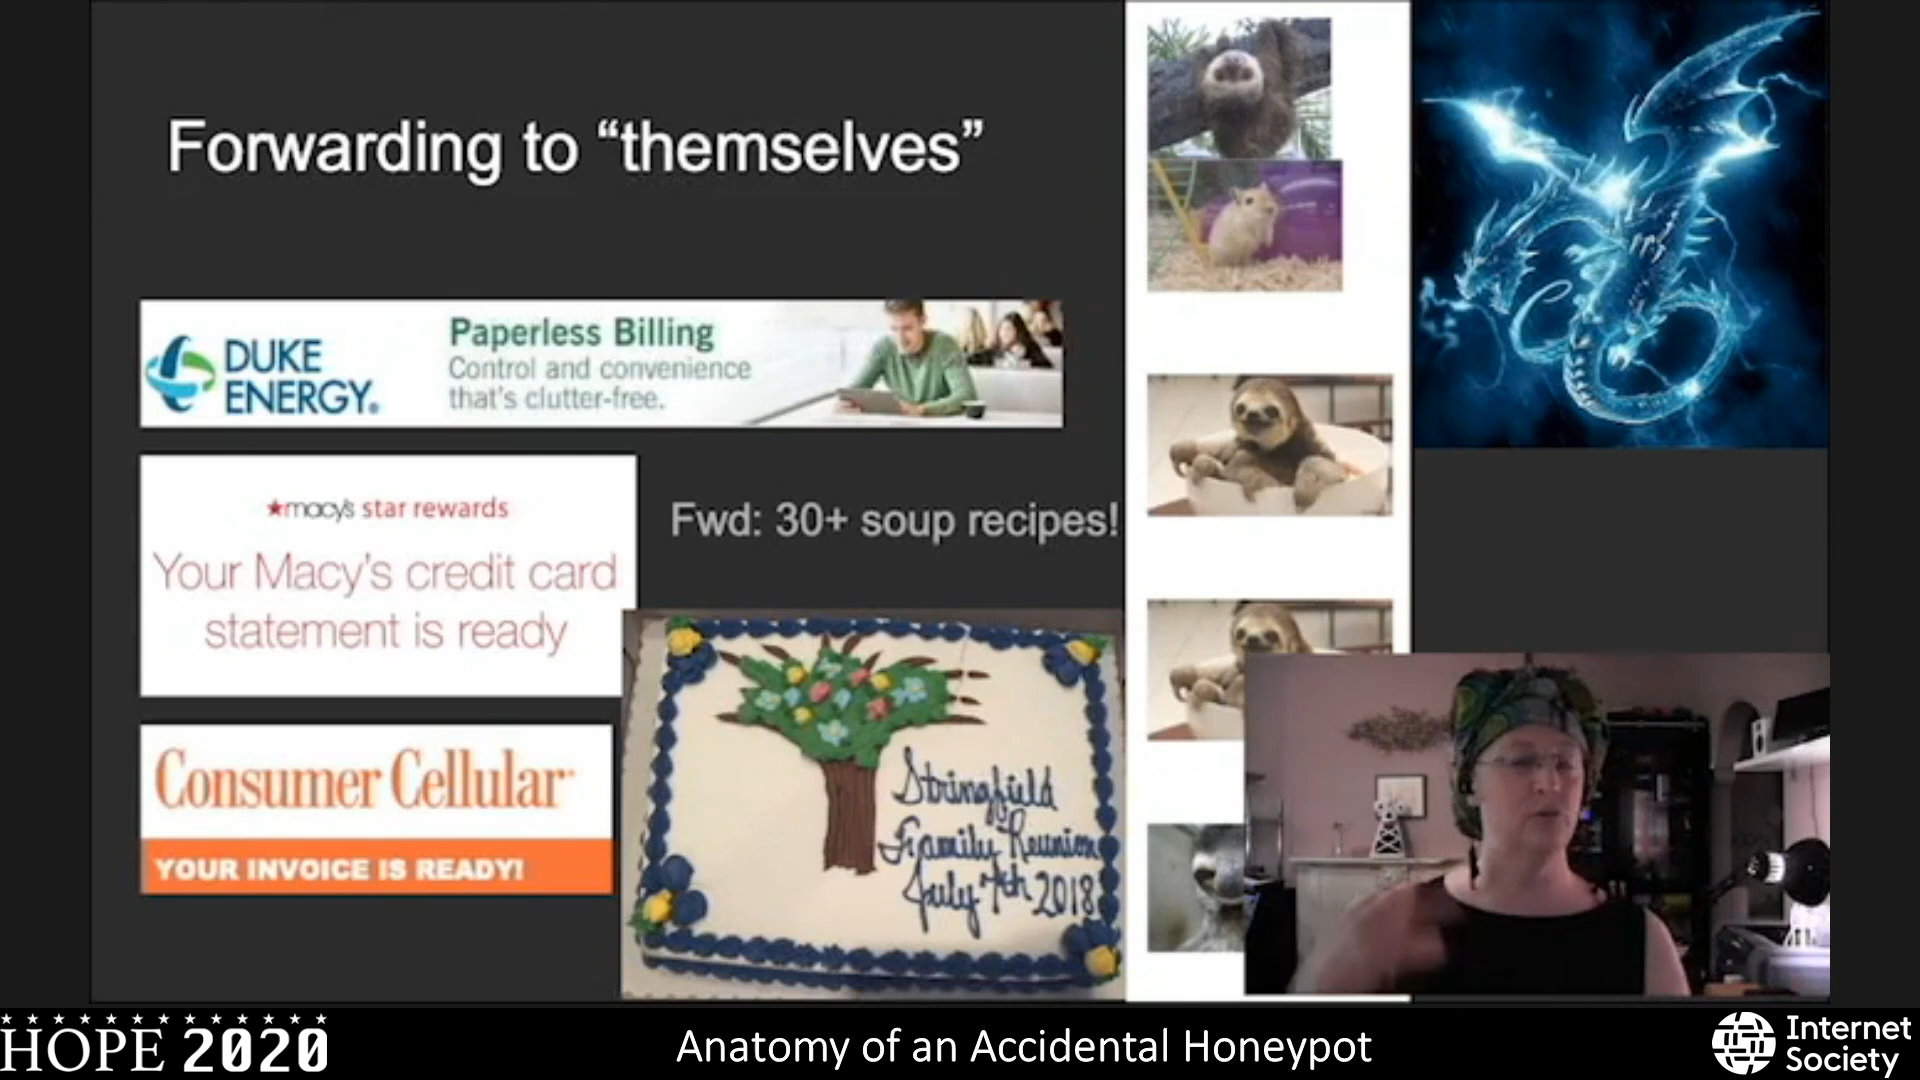 Forwarding to “themselves”
DUKE
ENERGY®
Paperless Billing
Control and convenience
that's clutter-free.
★macy's star rewards
Your Macy's credit card
statement is ready
Fwd: 30+ soup recipes!
Consumer Cellular
YOUR INVOICE IS READY!
Stringfield
Family Reunion
July 7th 2018
HOPE 2020
Anatomy of an Accidental Honeypot
Internet
Society